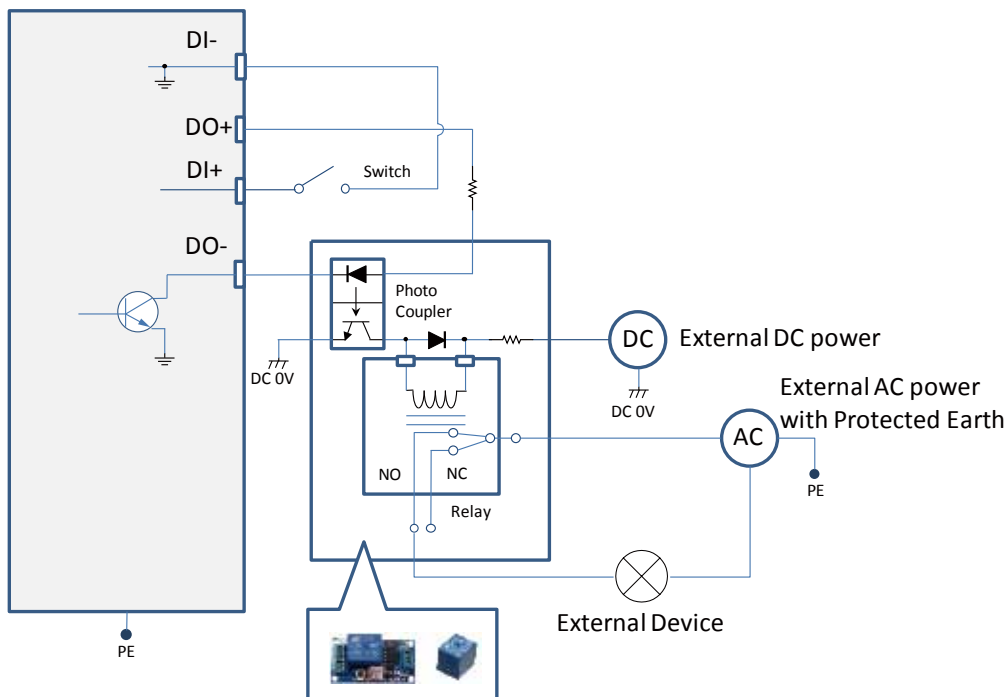 DI-
DO+
DI+
Switch
DO-
Photo
Coupler
DC 0V
DC
External DC power
DC 0V
External AC power
with Protected Earth
AC
PE
NO
NC
Relay
External Device
PE